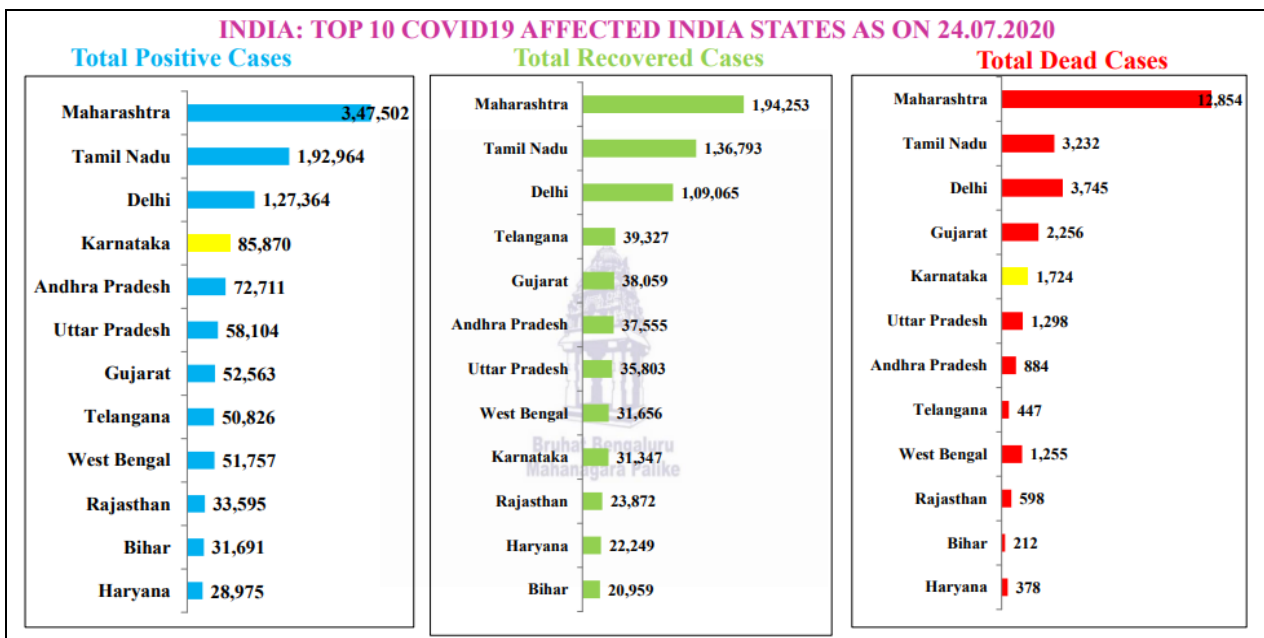 INDIA: TOP 10 COVID19 AFFECTED INDIA STATES AS ON 24.07.2020
Total Positive Cases
Maharashtra 3,47,502
Tamil Nadu 1,92,964
Delhi 1,27,364
Karnataka 85,870
Andhra Pradesh 72,711
Uttar Pradesh 58,104
Gujarat 52,563
Telangana 50,826
West Bengal 51,757
Rajasthan 33,595
Bihar 31,691
Haryana 28,975
Total Recovered Cases
Maharashtra 1,94,253
Tamil Nadu 1,36,793
Delhi 1,09,065
Telangana 39,327
Gujarat 38,059
Andhra Pradesh 37,555
Uttar Pradesh 35,803
West Bengal 31,656
Karnataka 31,347
Rajasthan 23,872
Haryana 22,249
Bihar 20,959
Bruhat Bengaluru
Mahanagara Palike
Total Dead Cases
Maharashtra 12,854
Tamil Nadu 3,232
Delhi 3,745
Gujarat 2,256
Karnataka 1,724
Uttar Pradesh 1,298
Andhra Pradesh 884
Telangana 447
West Bengal 1,255
Rajasthan 598
Bihar 212
Haryana 378